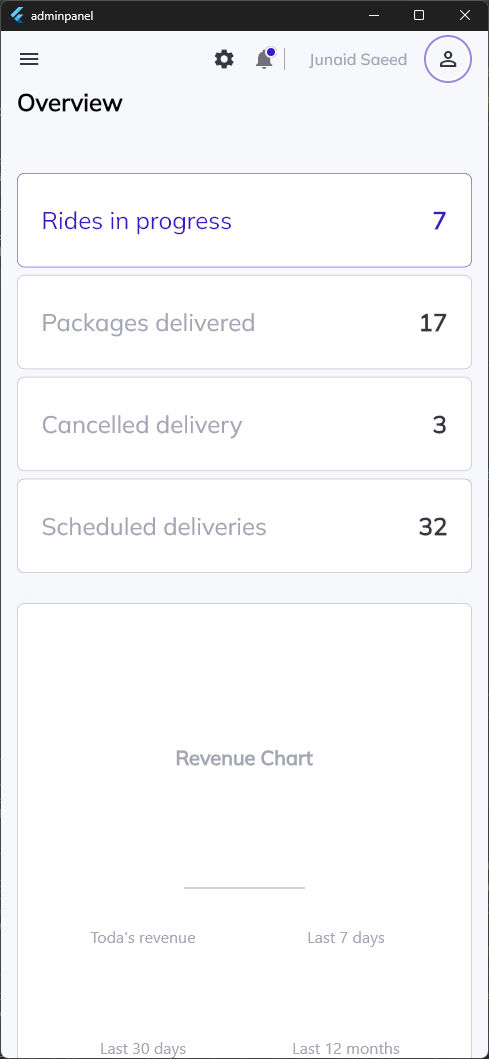 adminpanel
Junaid Saeed
Overview
Rides in progress 7
Packages delivered 17
Cancelled delivery 3
Scheduled deliveries 32
Revenue Chart
Toda's revenue Last 7 days
Last 30 days Last 12 months